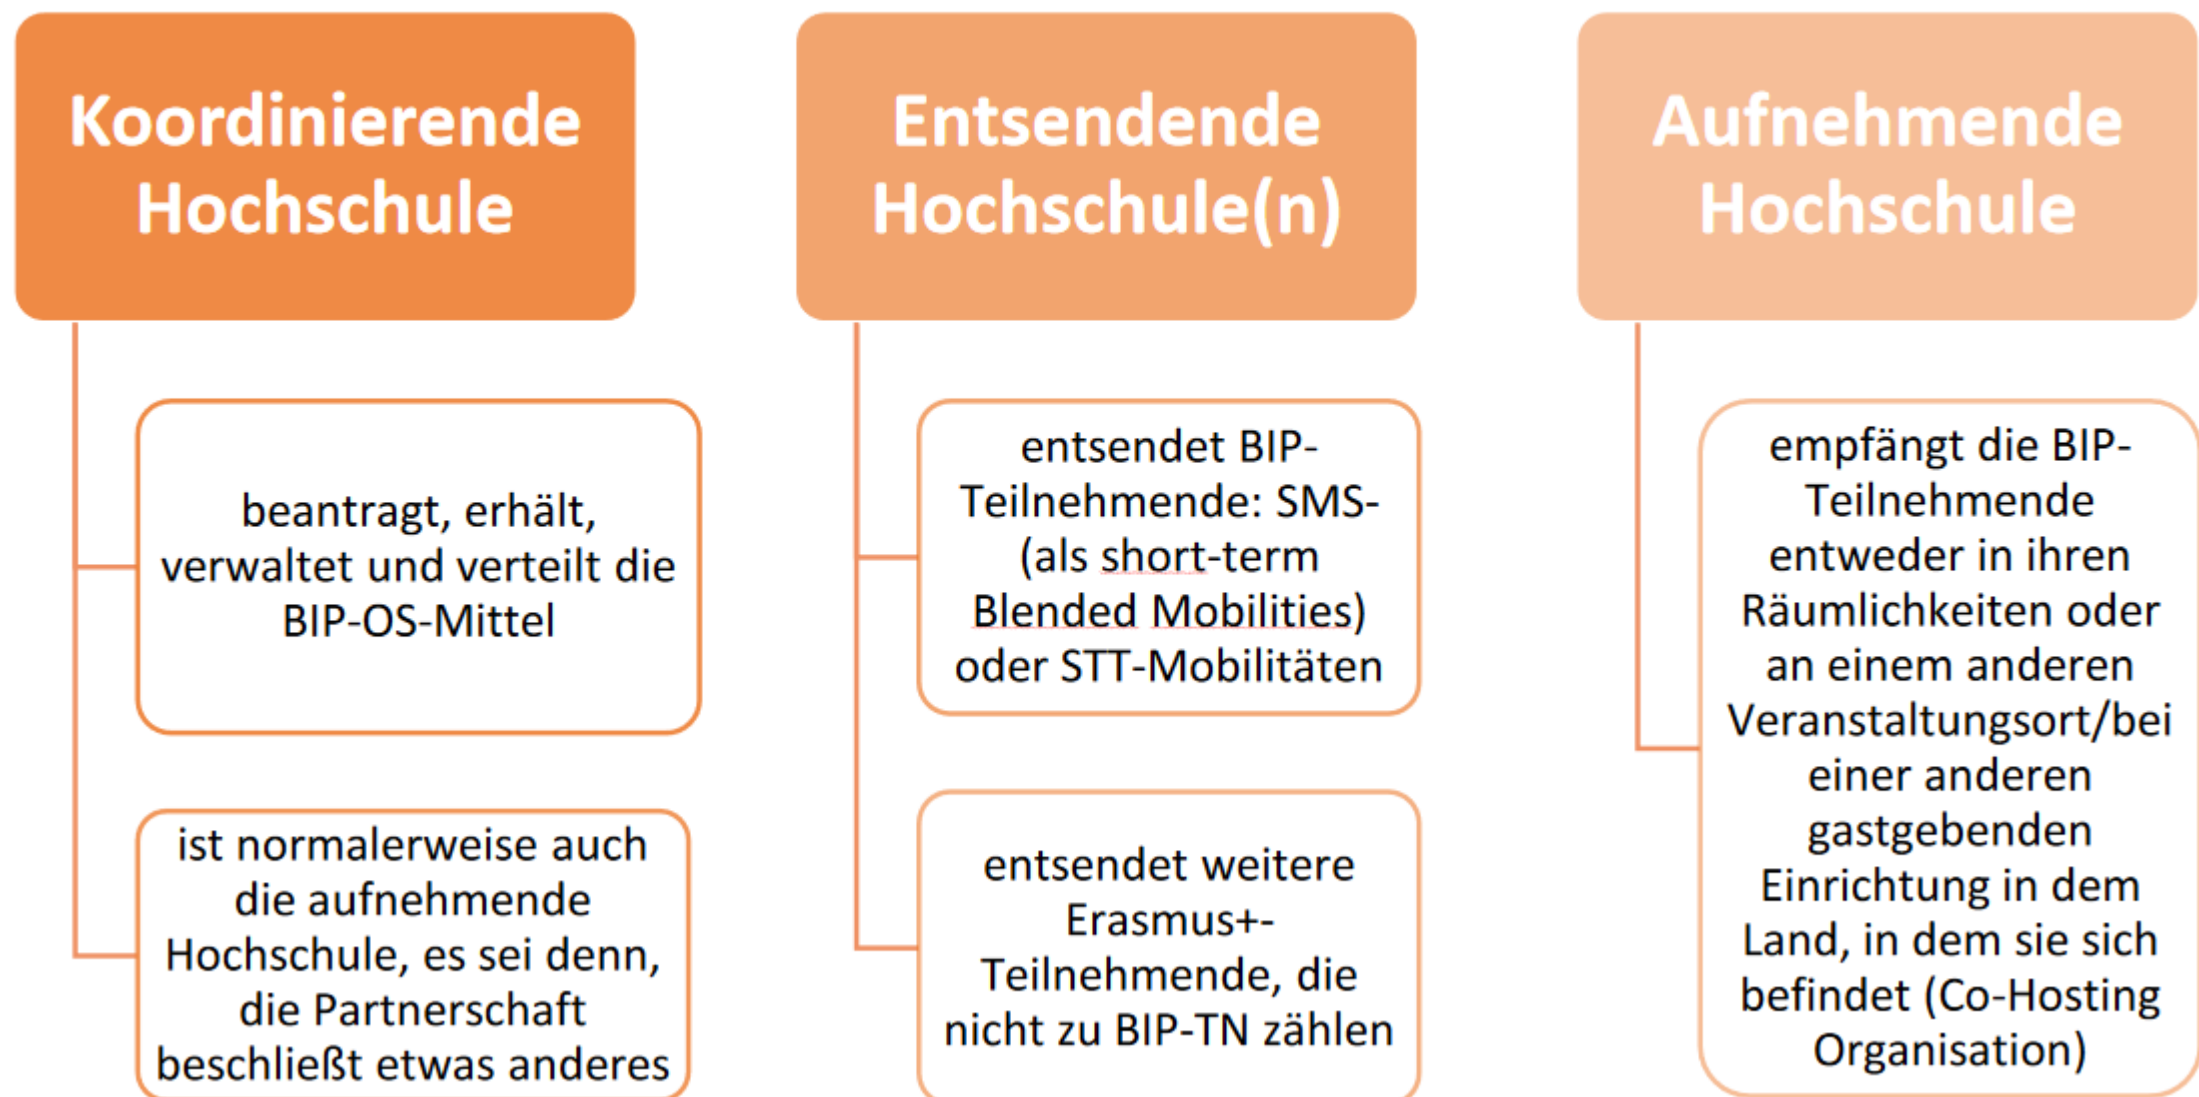 Koordinierende
Hochschule
beantragt, erhält,
verwaltet und verteilt die
BIP-OS-Mittel
ist normalerweise auch
die aufnehmende
Hochschule, es sei denn,
die Partnerschaft
beschließt etwas anderes
Entsendende
Hochschule(n)
entsendet BIP-
Teilnehmende: SMS-
(als short-term
Blended Mobilities)
oder STT-Mobilitäten
entsendet weitere
Erasmus+-
Teilnehmende, die
nicht zu BIP-TN zählen
Aufnehmende
Hochschule
empfängt die BIP-
Teilnehmende
entweder in ihren
Räumlichkeiten oder
an einem anderen
Veranstaltungsort/bei
einer anderen
gastgebenden
Einrichtung in dem
Land, in dem sie sich
befindet (Co-Hosting
Organisation)